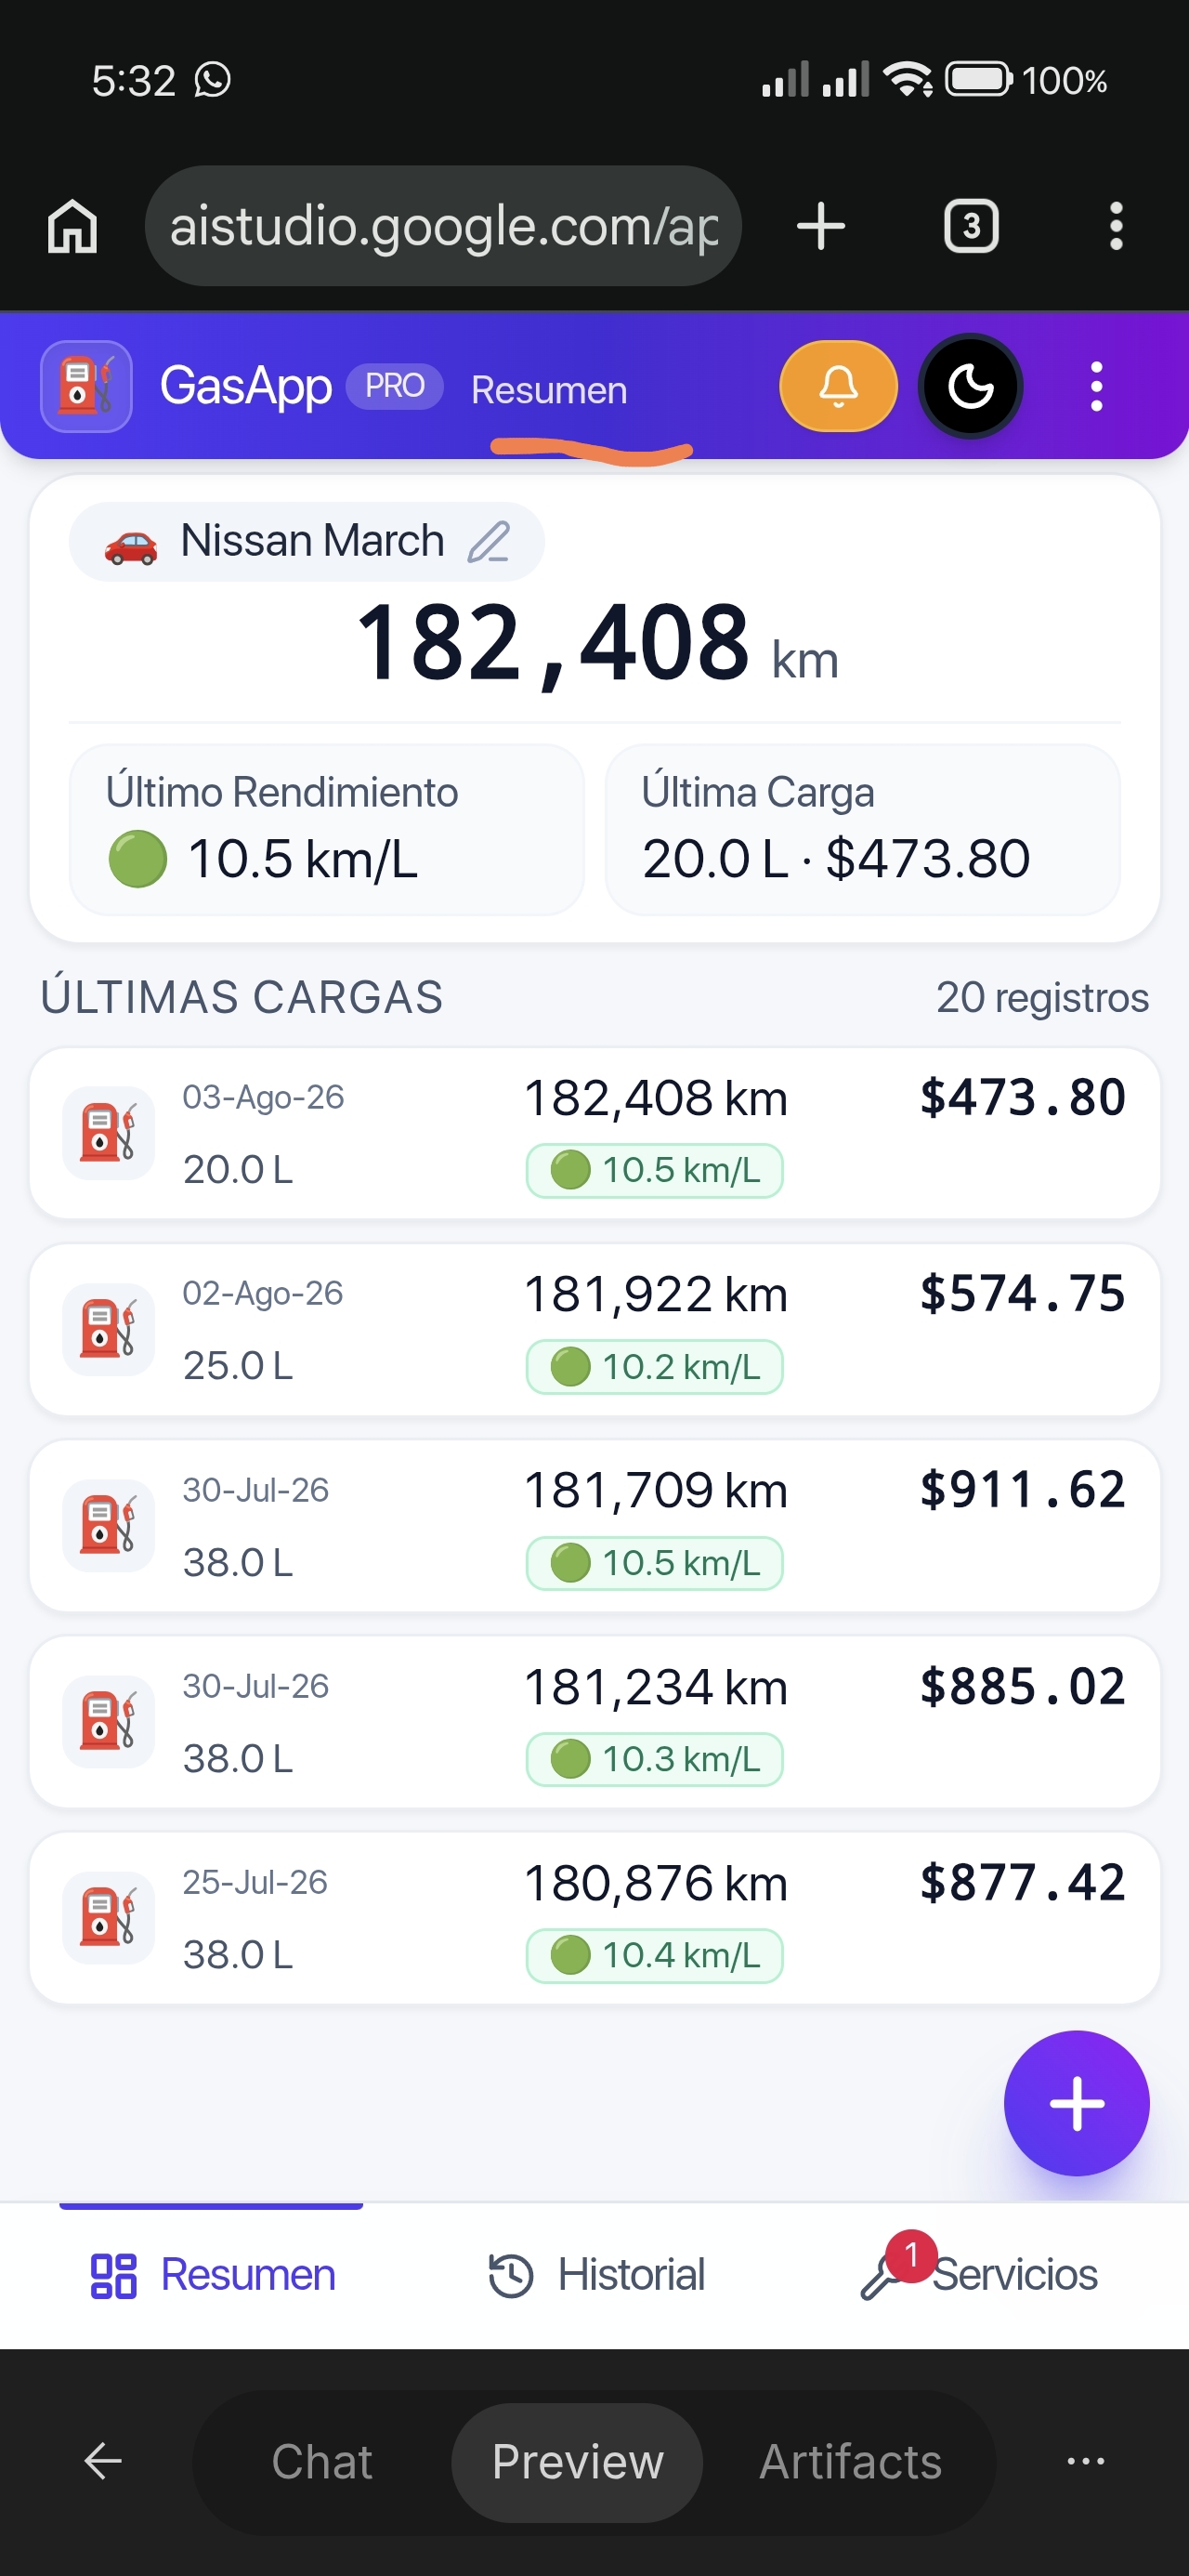 5:32 100%
aistudio.google.com/ap 3
GasApp PRO Resumen
Nissan March
182,408 km
Último Rendimiento
10.5 km/L
Última Carga
20.0 L · $473.80
ÚLTIMAS CARGAS 20 registros
03-Ago-26 182,408 km $473.80
20.0 L 10.5 km/L
02-Ago-26 181,922 km $574.75
25.0 L 10.2 km/L
30-Jul-26 181,709 km $911.62
38.0 L 10.5 km/L
30-Jul-26 181,234 km $885.02
38.0 L 10.3 km/L
25-Jul-26 180,876 km $877.42
38.0 L 10.4 km/L
Resumen Historial 1 Servicios
Chat Preview Artifacts